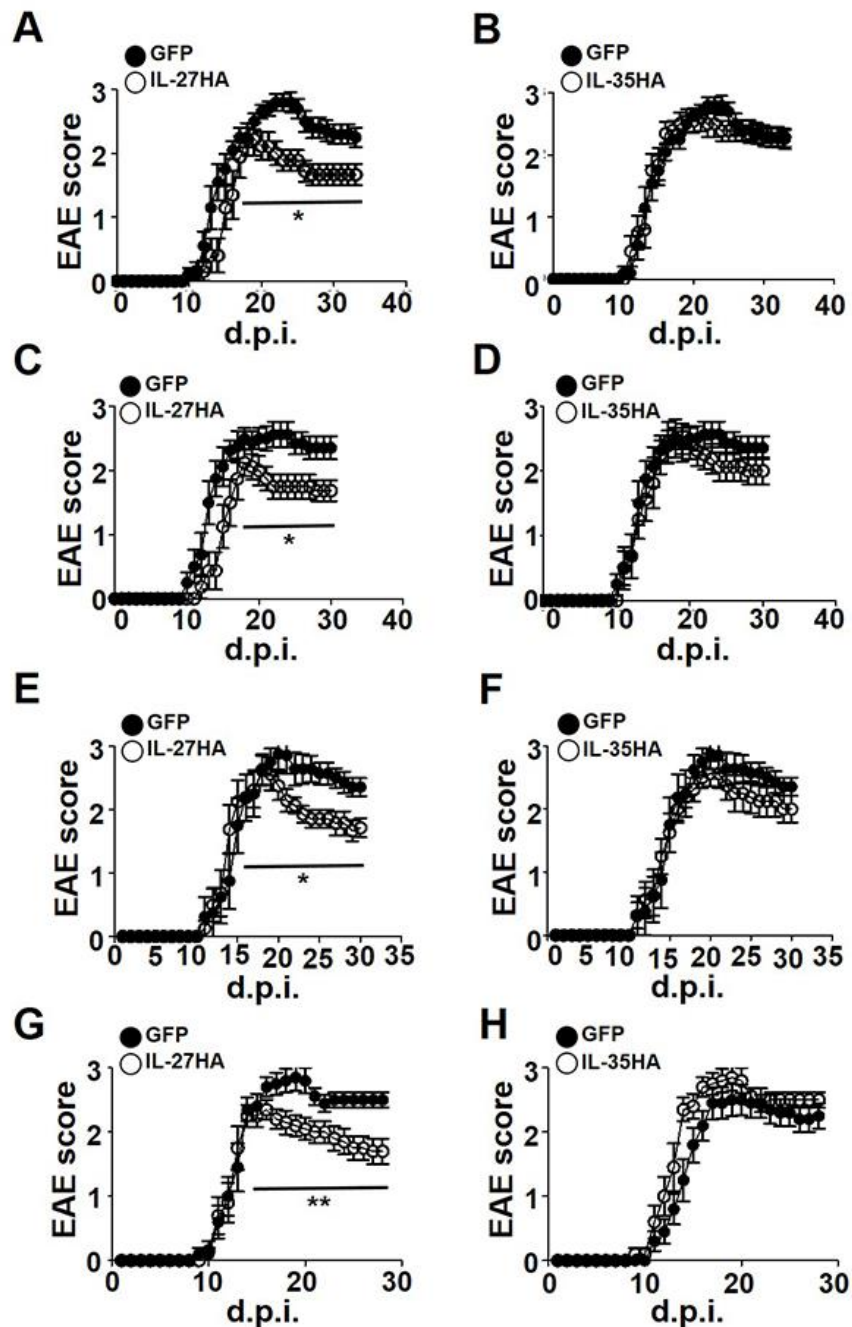 A
GFP
IL-27HA
EAE score
3
2
1
0
*
0 10 20 30 40
d.p.i.
B
GFP
IL-35HA
EAE score
3
2
1
0
0 10 20 30 40
d.p.i.
C
GFP
IL-27HA
EAE score
3
2
1
0
*
0 10 20 30 40
d.p.i.
D
GFP
IL-35HA
EAE score
3
2
1
0
0 10 20 30 40
d.p.i.
E
GFP
IL-27HA
EAE score
3
2
1
0
*
0 5 10 15 20 25 30 35
d.p.i.
F
GFP
IL-35HA
EAE score
3
2
1
0
0 5 10 15 20 25 30 35
d.p.i.
G
GFP
IL-27HA
EAE score
3
2
1
0
**
0 10 20 30
d.p.i.
H
GFP
IL-35HA
EAE score
3
2
1
0
0 10 20 30
d.p.i.